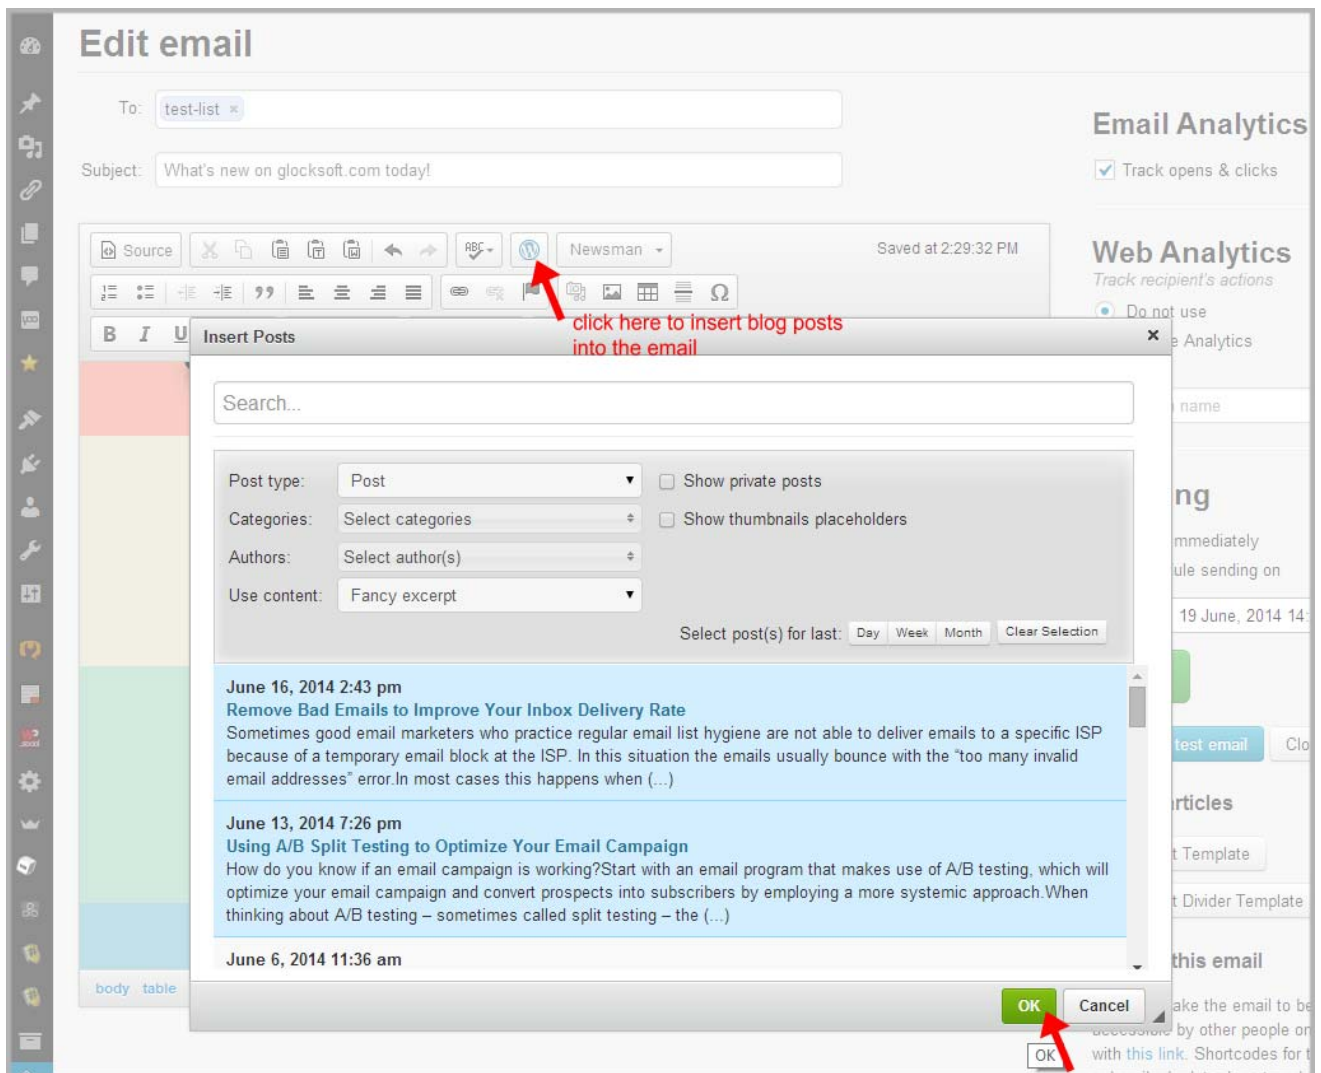 Edit email
To: test-list ×
Subject: What's new on glocksoft.com today!
Email Analytics
Track opens & clicks
Source ABC Newsman Saved at 2:29:32 PM
Web Analytics
Track recipient's actions
Do not use
Analytics
click here to insert blog posts
into the email
B I U
Insert Posts ×
Search...
name
Post type: Post Show private posts
Categories: Select categories Show thumbnails placeholders
Authors: Select author(s)
Use content: Fancy excerpt
Select post(s) for last: Day Week Month Clear Selection
ng
mmediately
ule sending on
19 June, 2014 14:
June 16, 2014 2:43 pm
Remove Bad Emails to Improve Your Inbox Delivery Rate
Sometimes good email marketers who practice regular email list hygiene are not able to deliver emails to a specific ISP
because of a temporary email block at the ISP. In this situation the emails usually bounce with the “too many invalid
email addresses” error.In most cases this happens when (...)
test email Clo
June 13, 2014 7:26 pm
Using A/B Split Testing to Optimize Your Email Campaign
How do you know if an email campaign is working?Start with an email program that makes use of A/B testing, which will
optimize your email campaign and convert prospects into subscribers by employing a more systemic approach.When
thinking about A/B testing – sometimes called split testing – the (...)
June 6, 2014 11:36 am
rticles
t Template
t Divider Template
this email
body table
OK Cancel
OK
ake the email to be
by other people on
with this link. Shortcodes for t